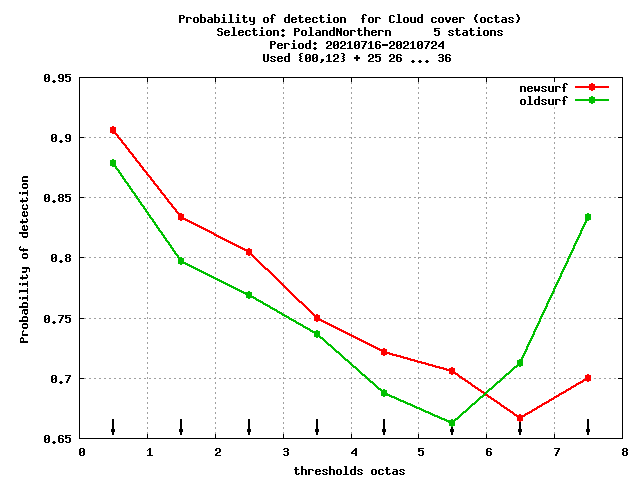 Probability of detection  for Cloud cover (octas)
Selection: PolandNorthern      5 stations
Period: 20210716-20210724
Used {00,12} + 25 26 ... 36
newsurf
oldsurf
Probability of detection
0.95
0.9
0.85
0.8
0.75
0.7
0.65
0 1 2 3 4 5 6 7 8
thresholds octas